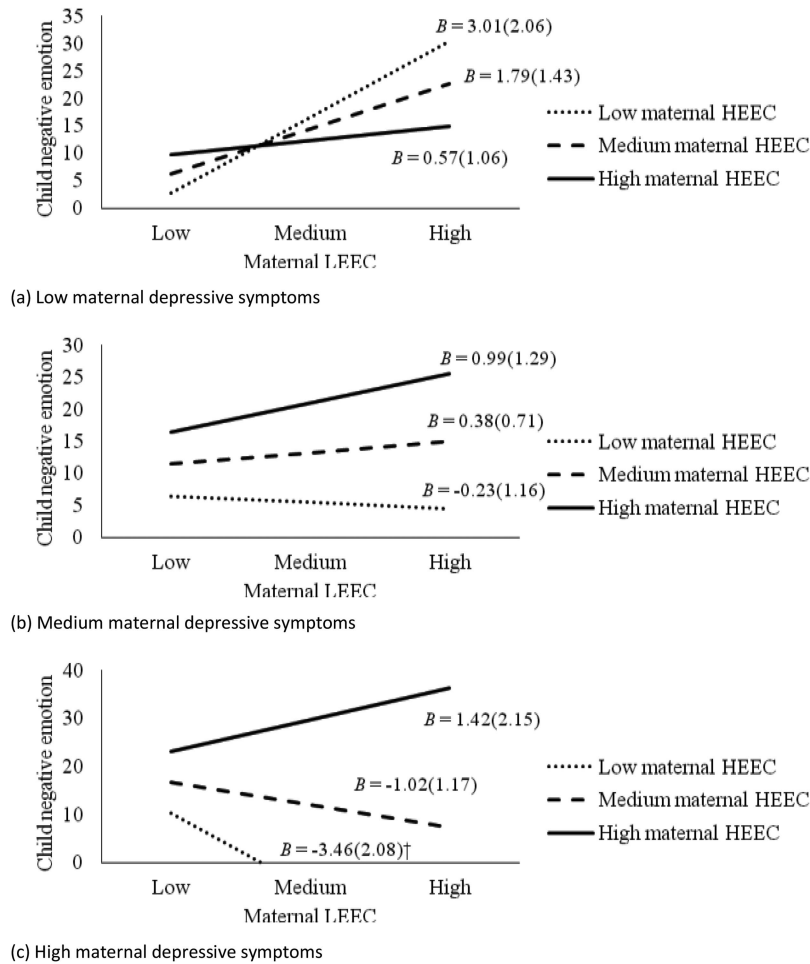 35
30
25
20
15
10
5
0
Child negative emotion
B = 3.01(2.06)
B = 1.79(1.43)
B = 0.57(1.06)
Low maternal HEEC
Medium maternal HEEC
High maternal HEEC
Low Medium High
Maternal LEEC
(a) Low maternal depressive symptoms
30
25
20
15
10
5
0
Child negative emotion
B = 0.99(1.29)
B = 0.38(0.71)
B = -0.23(1.16)
Low maternal HEEC
Medium maternal HEEC
High maternal HEEC
Low Medium High
Maternal LEEC
(b) Medium maternal depressive symptoms
40
30
20
10
0
Child negative emotion
B = 1.42(2.15)
B = -1.02(1.17)
B = -3.46(2.08)†
Low maternal HEEC
Medium maternal HEEC
High maternal HEEC
Low Medium High
Maternal LEEC
(c) High maternal depressive symptoms